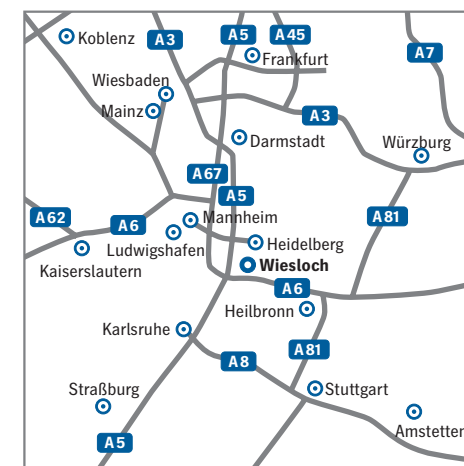 Koblenz
A3
A5
A45
A7
Frankfurt
Wiesbaden
Mainz
A3
Darmstadt
Würzburg
A67
A5
A62
A6
Mannheim
A81
Ludwigshafen
Heidelberg
Kaiserslautern
Wiesloch
A6
Heilbronn
Karlsruhe
A81
A8
Straßburg
Stuttgart
Amstetten
A5